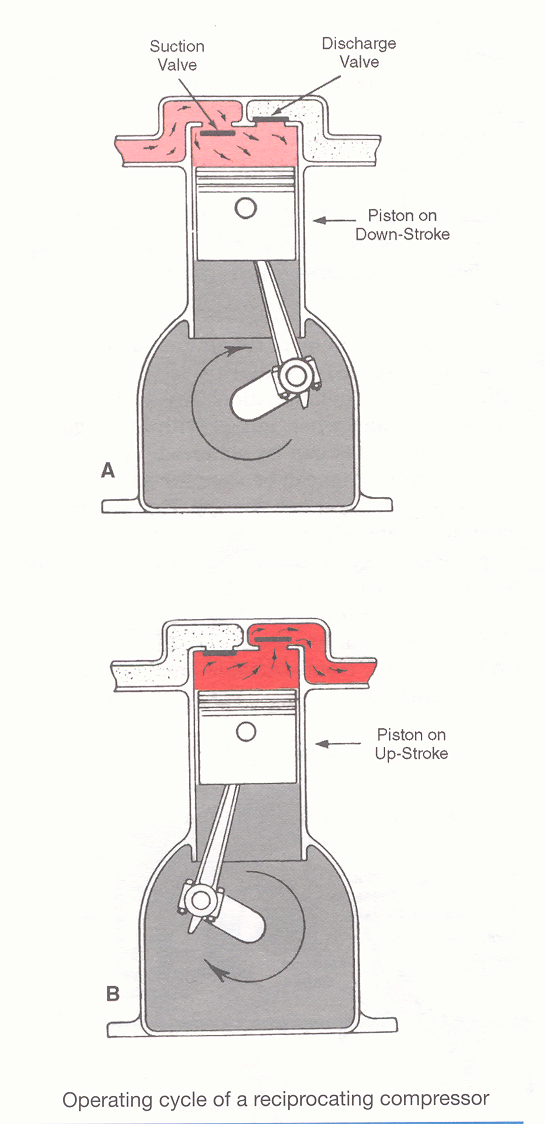 Suction
Valve
Discharge
Valve
Piston on
Down-Stroke
A
Piston on
Up-Stroke
B
Operating cycle of a reciprocating compressor